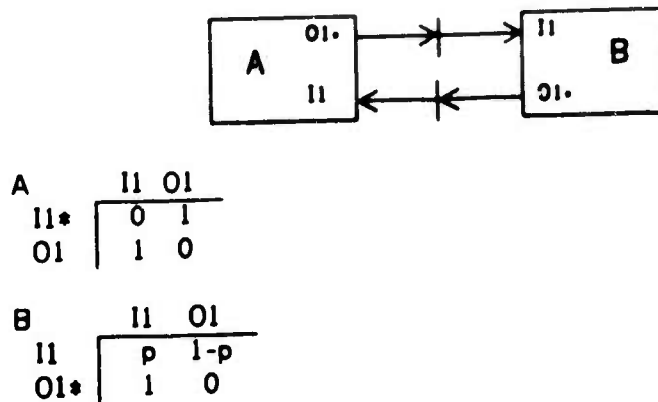 O1•
I1
A
B
I1
O1•
A I1 O1
I1* 0 1
O1 1 0
B I1 O1
I1 p 1-p
O1* 1 0